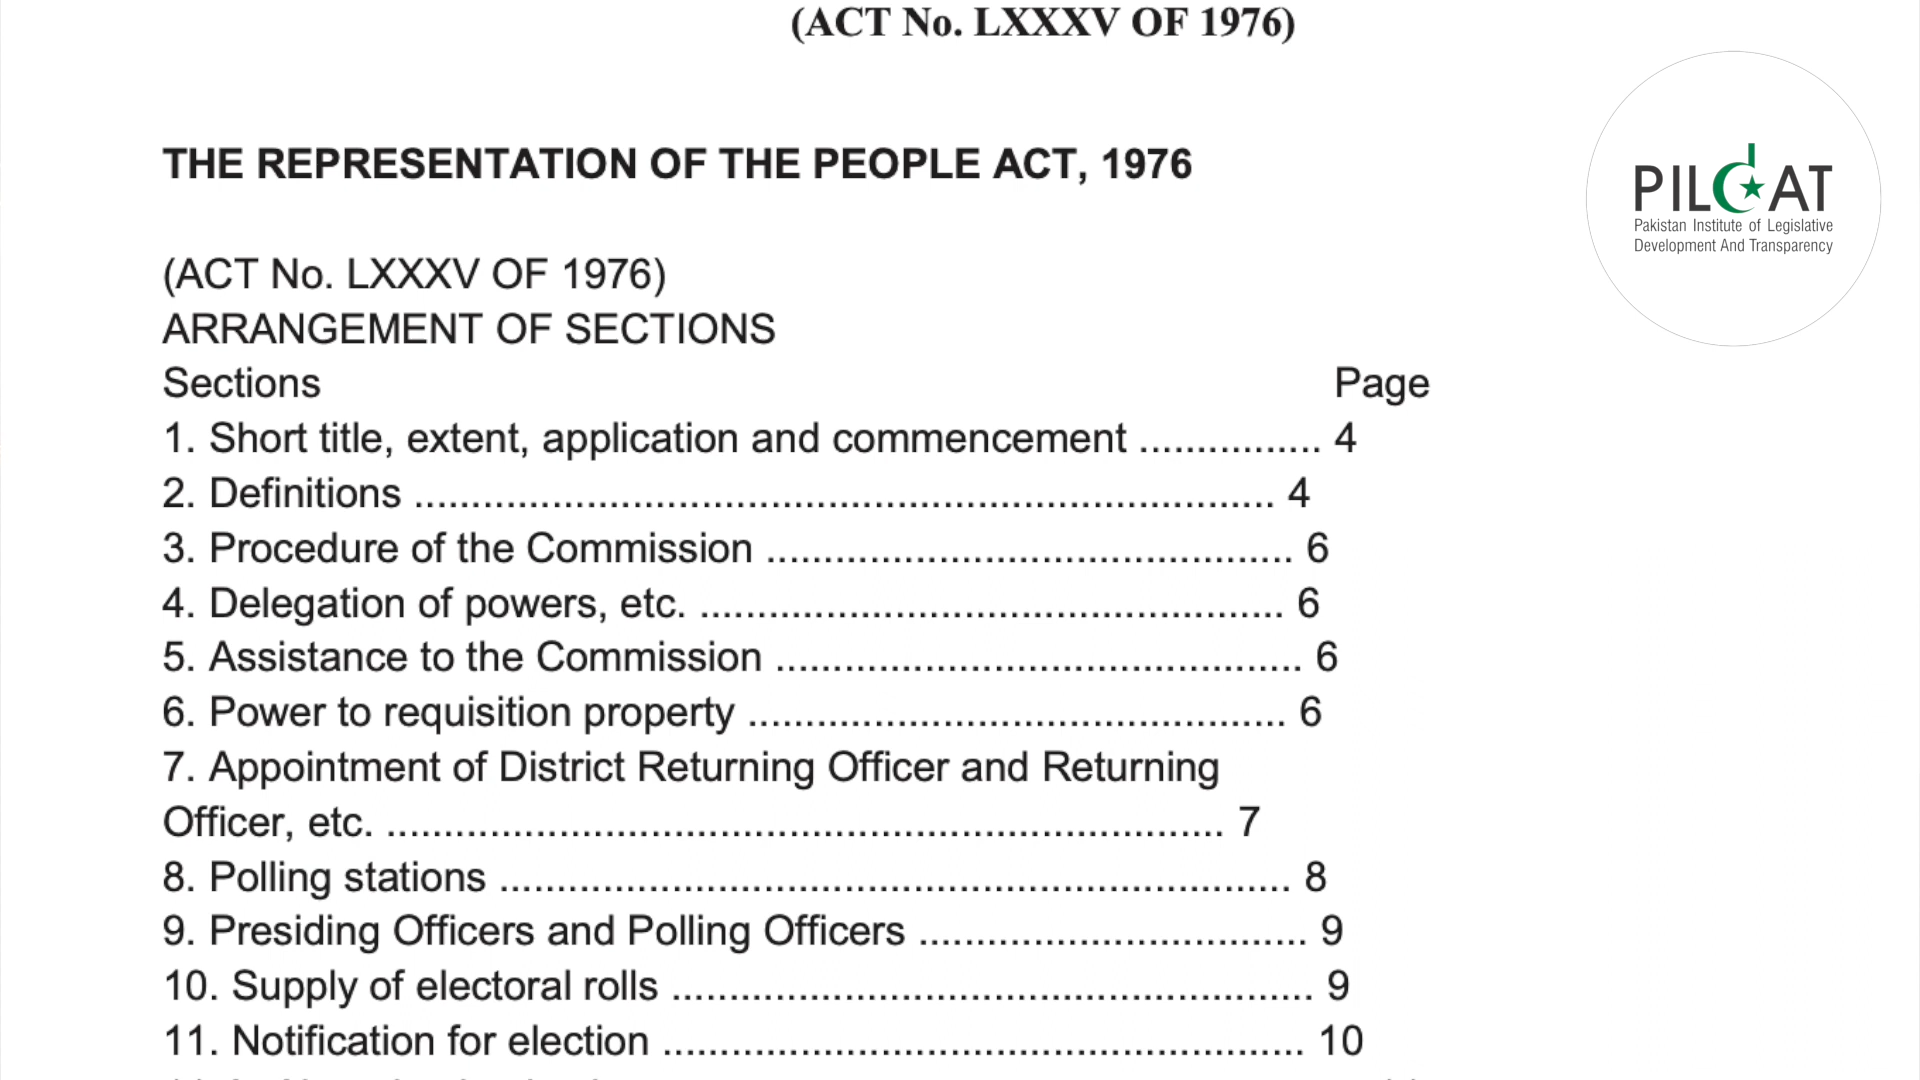 (ACT No. LXXXV OF 1976)
PILDAT
Pakistan Institute of Legislative
Development And Transparency
THE REPRESENTATION OF THE PEOPLE ACT, 1976
(ACT No. LXXXV OF 1976)
ARRANGEMENT OF SECTIONS
Sections Page
1. Short title, extent, application and commencement ................ 4
2. Definitions ........................................................................... 4
3. Procedure of the Commission .............................................. 6
4. Delegation of powers, etc. ................................................... 6
5. Assistance to the Commission .............................................. 6
6. Power to requisition property ............................................... 6
7. Appointment of District Returning Officer and Returning
Officer, etc. ......................................................................... 7
8. Polling stations ..................................................................... 8
9. Presiding Officers and Polling Officers .................................. 9
10. Supply of electoral rolls ........................................................ 9
11. Notification for election ........................................................ 10